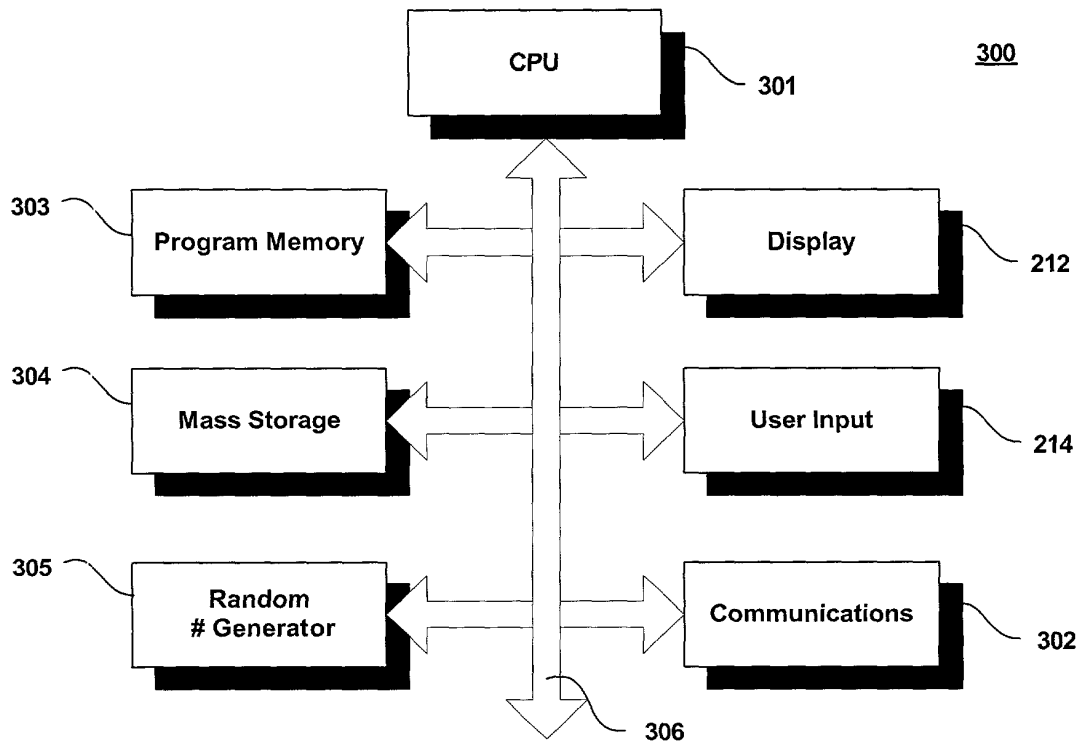 CPU
300
301
303
Program Memory
Display
212
304
Mass Storage
User Input
214
305
Random
# Generator
Communications
302
306